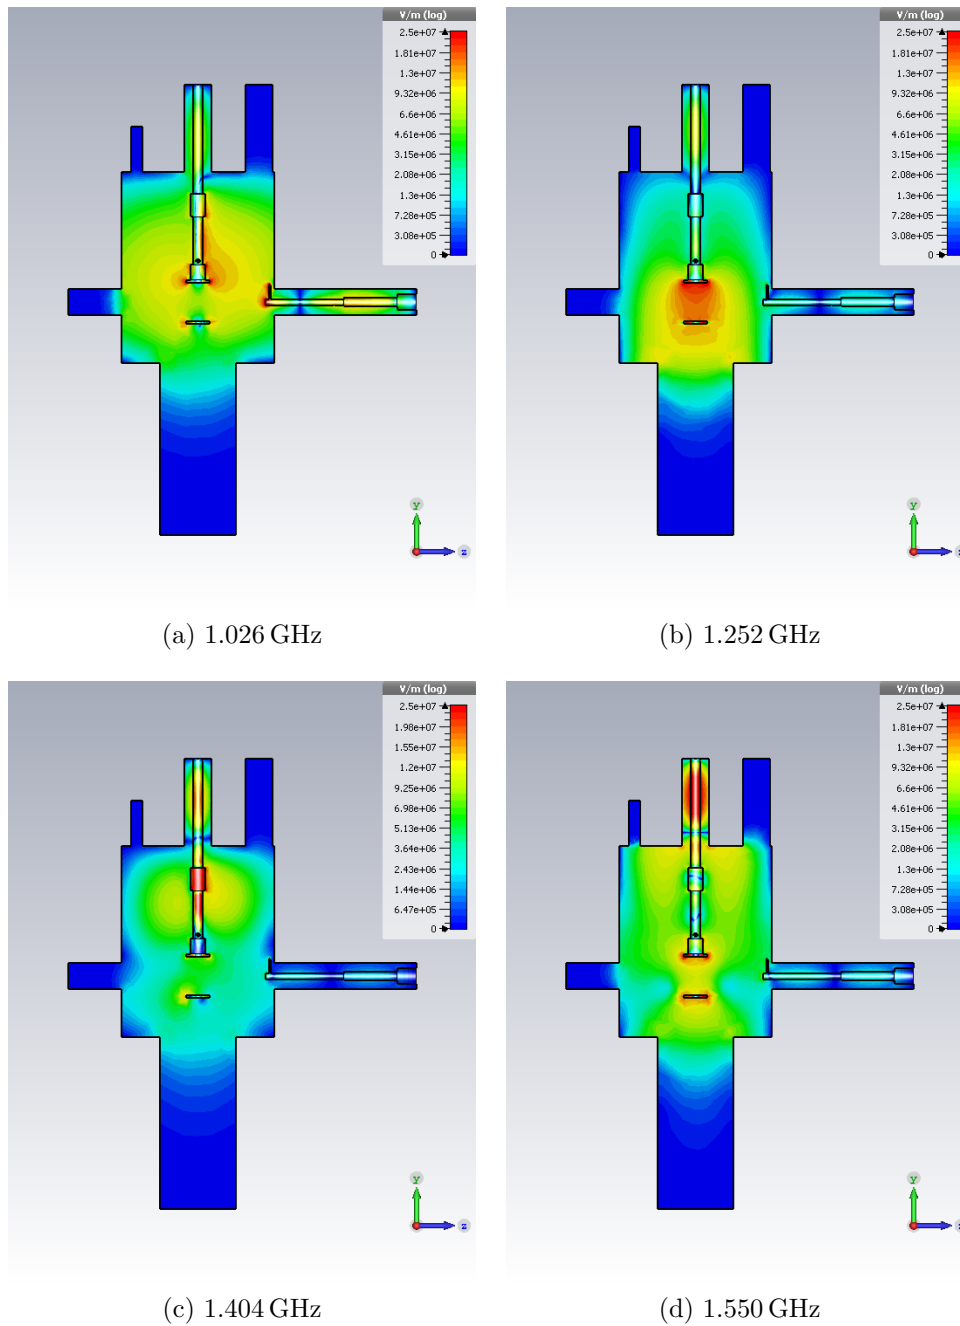 V/m (log)
2.5e+07
1.81e+07
1.3e+07
9.32e+06
6.6e+06
4.61e+06
3.15e+06
2.08e+06
1.3e+06
7.28e+05
3.08e+05
0
y
z
(a) 1.026 GHz
V/m (log)
2.5e+07
1.81e+07
1.3e+07
9.32e+06
6.6e+06
4.61e+06
3.15e+06
2.08e+06
1.3e+06
7.28e+05
3.08e+05
0
y
z
(b) 1.252 GHz
V/m (log)
2.5e+07
1.98e+07
1.55e+07
1.2e+07
9.25e+06
6.98e+06
5.13e+06
3.64e+06
2.43e+06
1.44e+06
6.47e+05
0
y
z
(c) 1.404 GHz
V/m (log)
2.5e+07
1.81e+07
1.3e+07
9.32e+06
6.6e+06
4.61e+06
3.15e+06
2.08e+06
1.3e+06
7.28e+05
3.08e+05
0
y
z
(d) 1.550 GHz